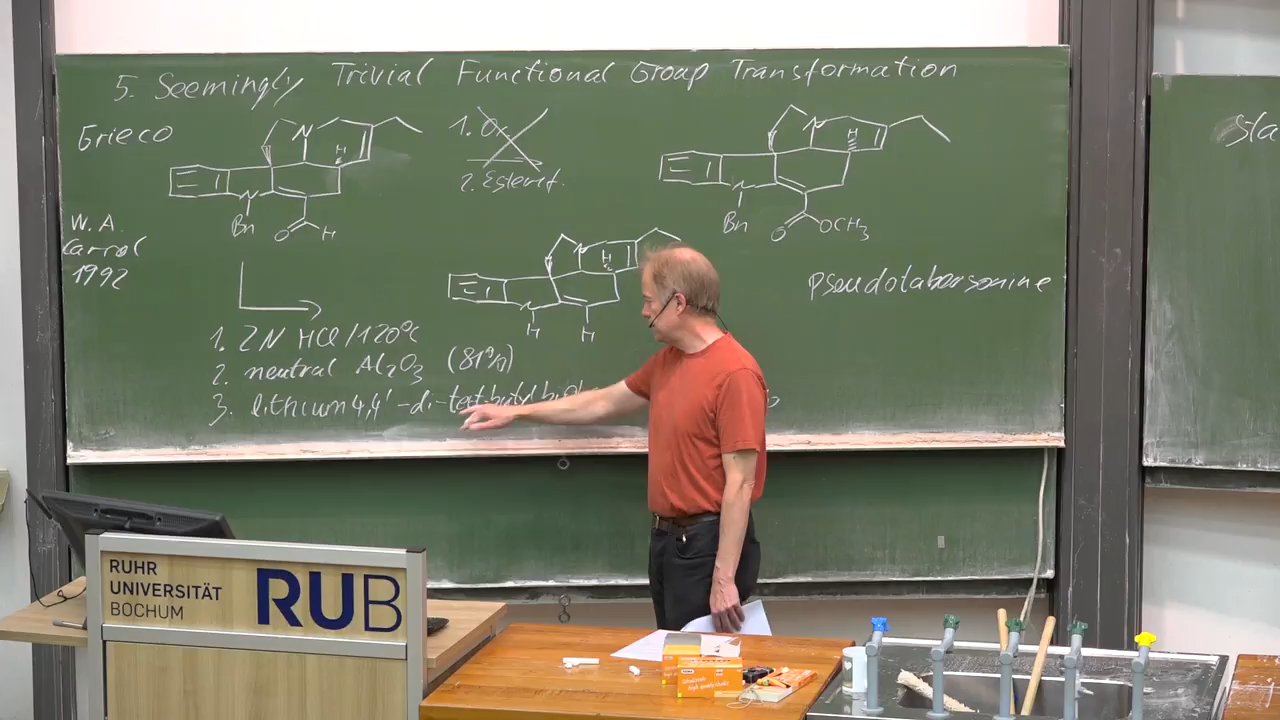 5. Seemingly Trivial Functional Group Transformation
Grieco
W. A.
Carrol
1992
N
H
N
Bn
O
H
1. O
2. Esterif.
N
H
N
Bn
O
OCH3
pseudotabersonine
N
H
N
H
H
1. 2N HCl/120°C
2. neutral Al2O3 (81%)
3. lithium 4,4'-di-tert-butyl
RUHR
UNIVERSITÄT
BOCHUM
RUB